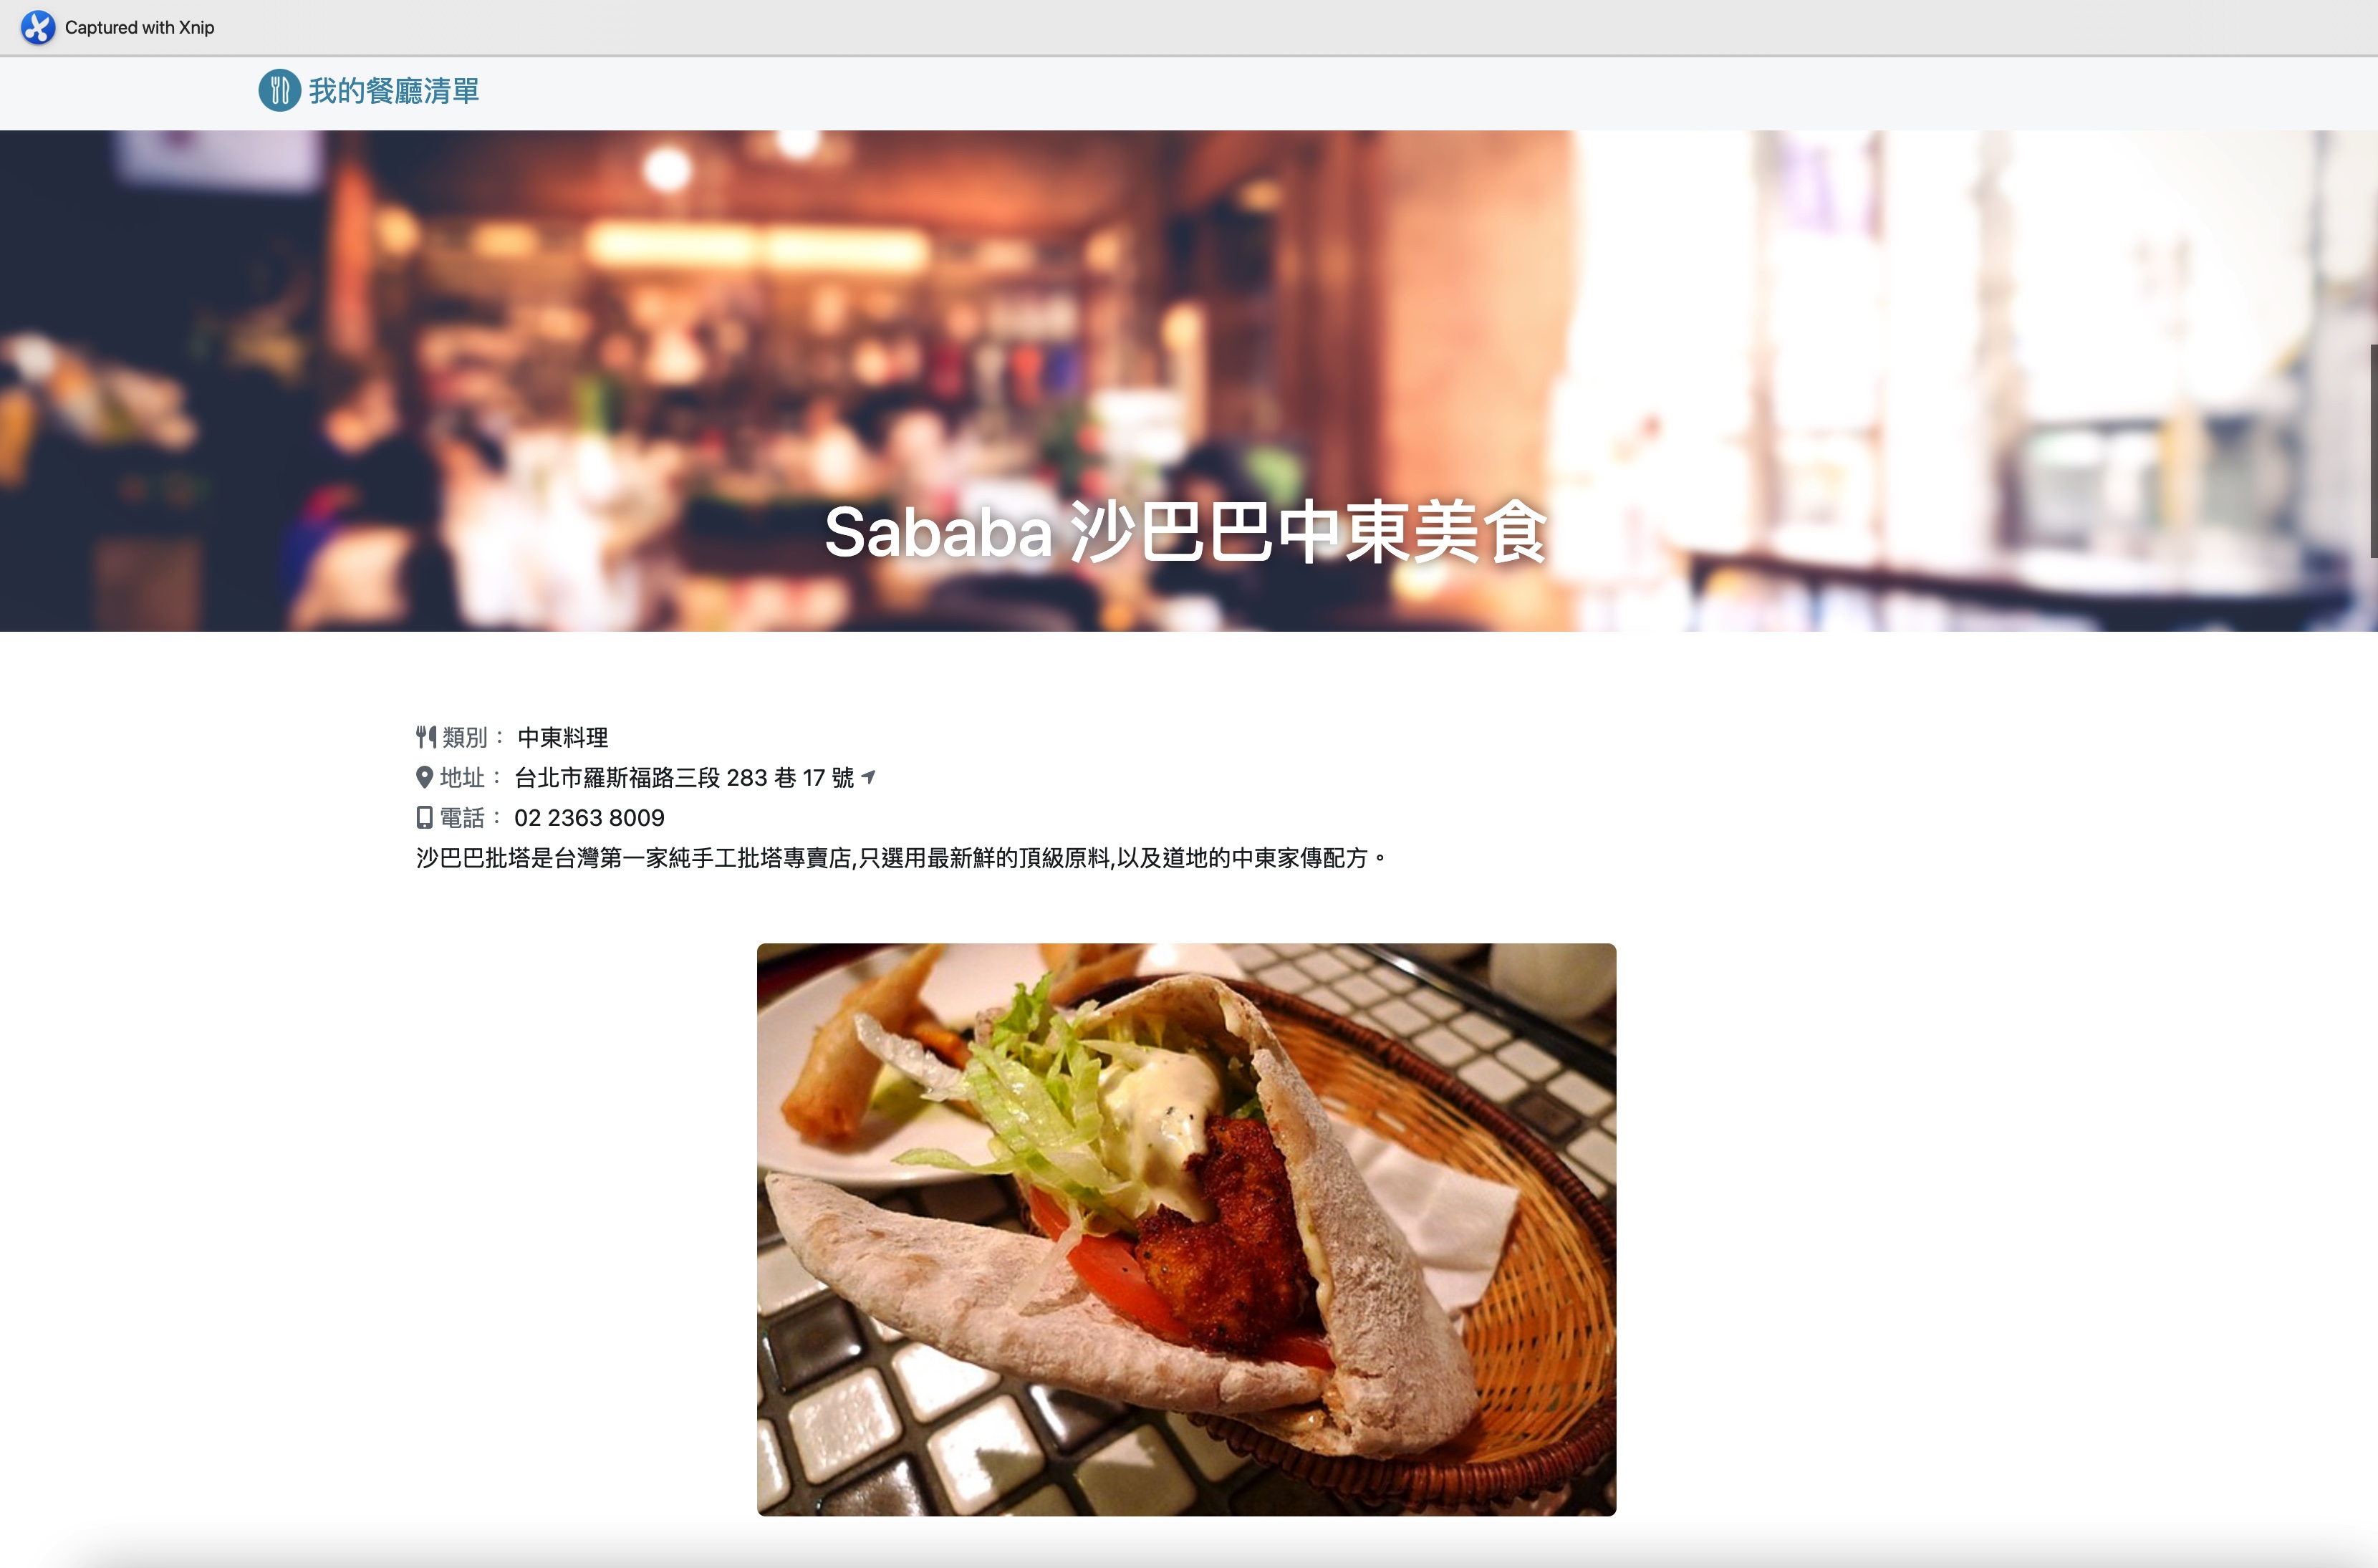 Captured with Xnip
我的餐廳清單
Sababa 沙巴巴中東美食
類別： 中東料理
地址： 台北市羅斯福路三段 283 巷 17 號
電話： 02 2363 8009
沙巴巴批塔是台灣第一家純手工批塔專賣店,只選用最新鮮的頂級原料,以及道地的中東家傳配方。